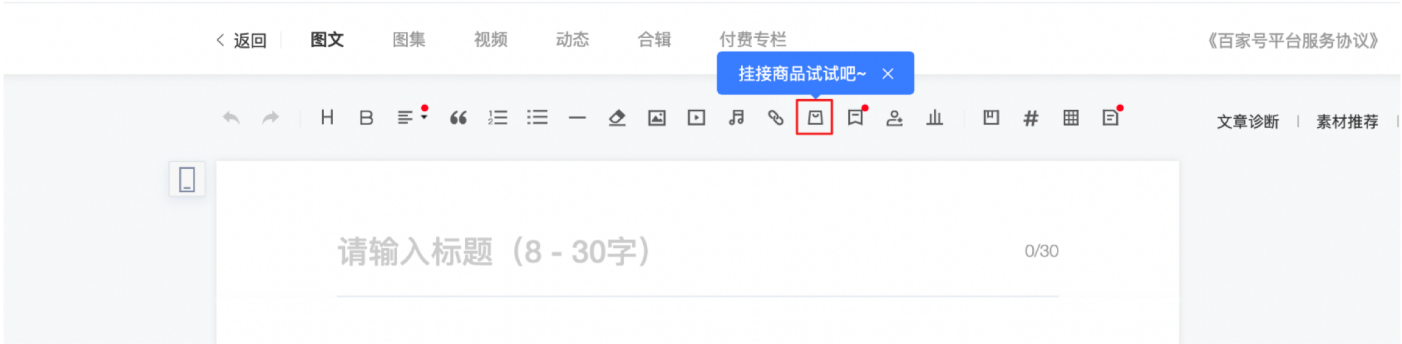 返回 图文 图集 视频 动态 合辑 付费专栏 《百家号平台服务协议》
挂接商品试试吧~
H B #
文章诊断 素材推荐
请输入标题（8 - 30字） 0/30